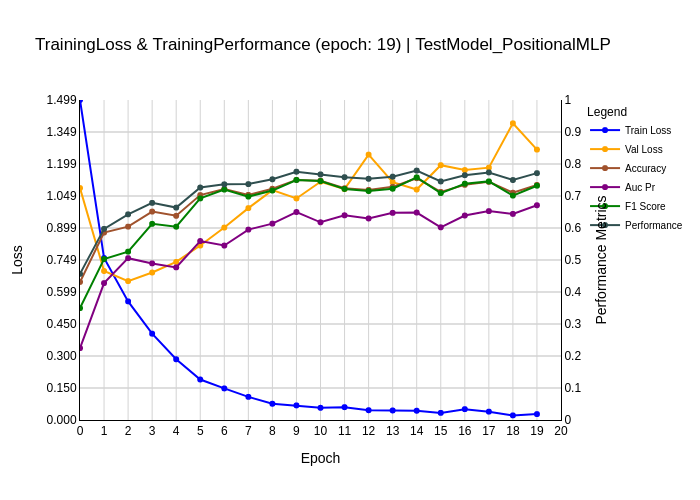 TrainingLoss & TrainingPerformance (epoch: 19) | TestModel_PositionalMLP
Legend
Train Loss
Val Loss
Accuracy
Auc Pr
F1 Score
Performance
Loss
1.499
1.349
1.199
1.049
0.899
0.749
0.599
0.450
0.300
0.150
0.000
1
0.9
0.8
0.7
0.6
0.5
0.4
0.3
0.2
0.1
0
Performance Metrics
0 1 2 3 4 5 6 7 8 9 10 11 12 13 14 15 16 17 18 19 20
Epoch